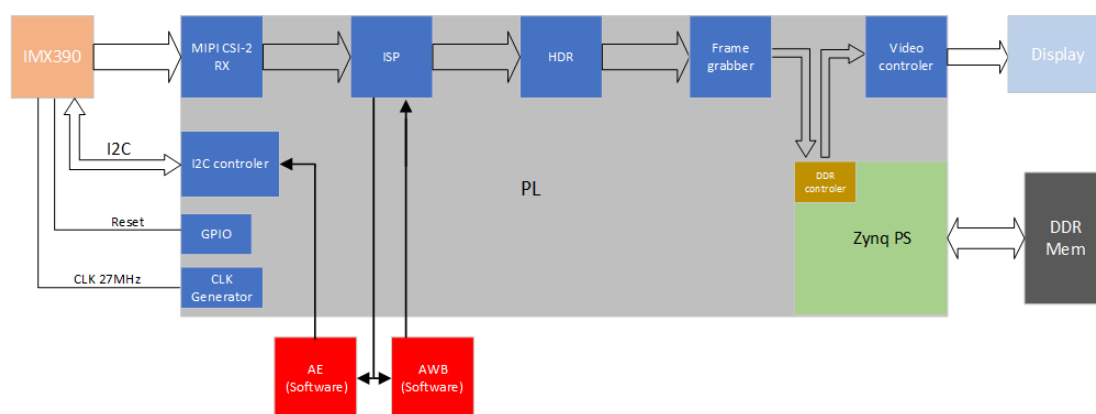 IMX390
MIPI CSI-2
RX
ISP
HDR
Frame
grabber
Video
controler
Display
I2C
I2C controler
PL
DDR
controler
Zynq PS
DDR
Mem
Reset
GPIO
CLK 27MHz
CLK
Generator
AE
(Software)
AWB
(Software)